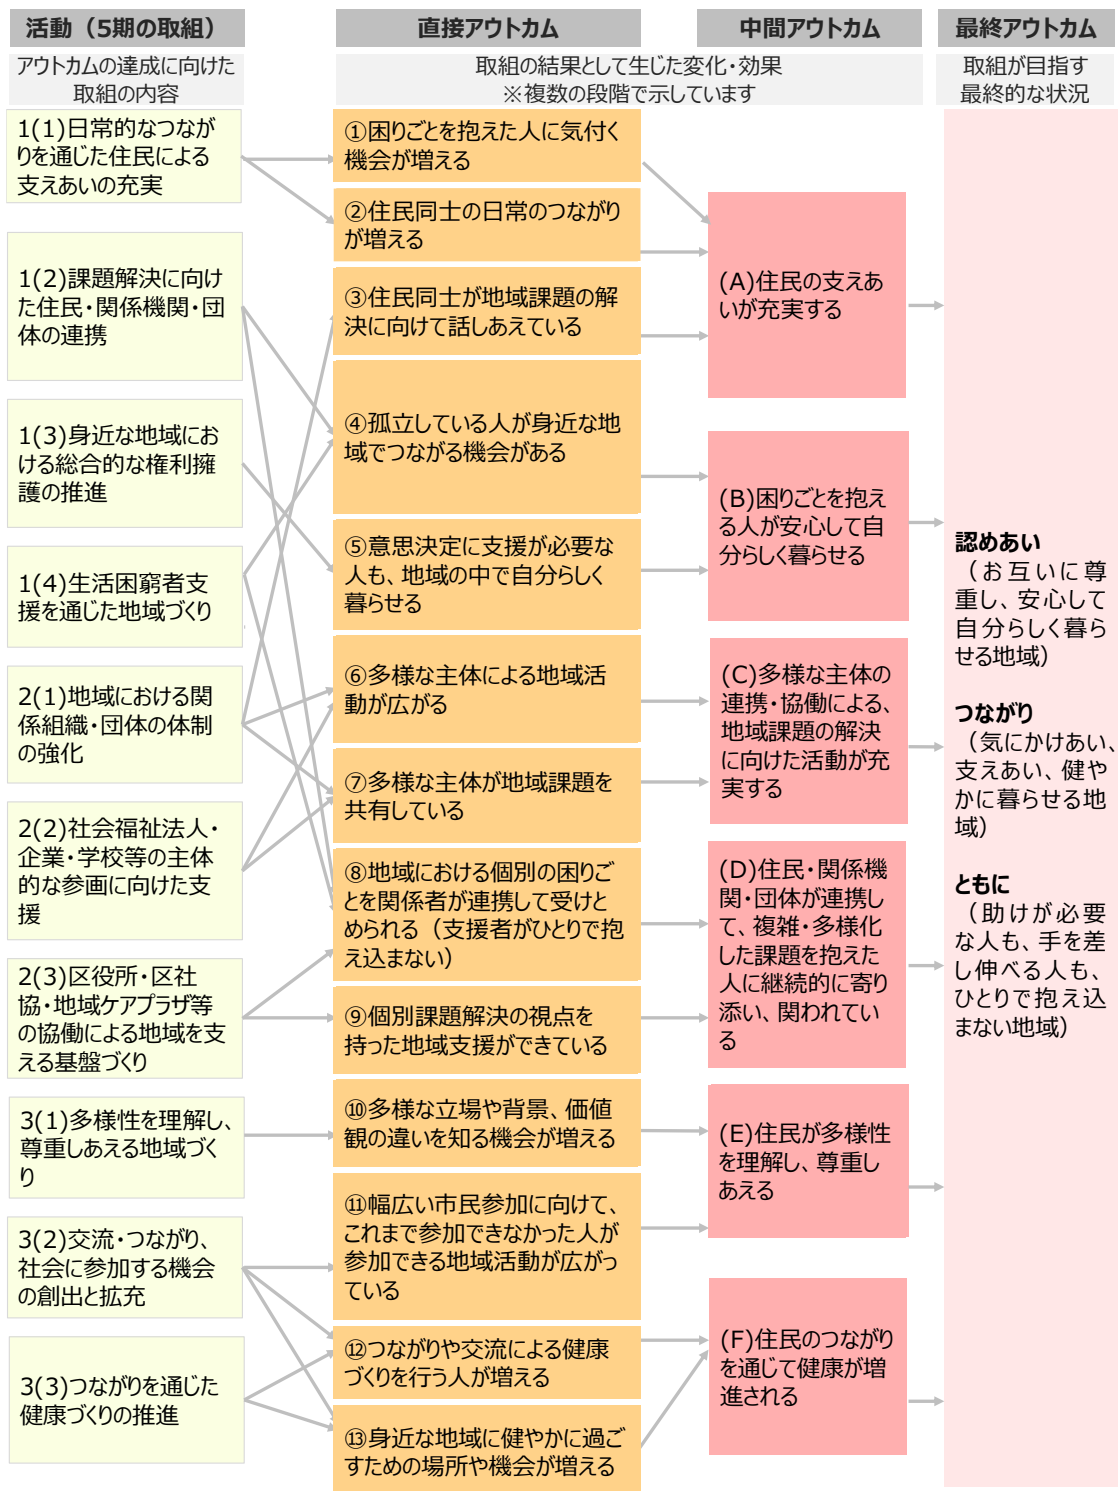 活動（5期の取組）
アウトカムの達成に向けた
取組の内容
1(1)日常的なつなが
りを通じた住民による
支えあいの充実
1(2)課題解決に向け
た住民・関係機関・団
体の連携
1(3)身近な地域にお
ける総合的な権利擁
護の推進
1(4)生活困窮者支
援を通じた地域づくり
2(1)地域における関
係組織・団体の体制
の強化
2(2)社会福祉法人・
企業・学校等の主体
的な参画に向けた支
援
2(3)区役所・区社
協・地域ケアプラザ等
の協働による地域を支
える基盤づくり
3(1)多様性を理解し、
尊重しあえる地域づく
り
3(2)交流・つながり、
社会に参加する機会
の創出と拡充
3(3)つながりを通じた
健康づくりの推進
直接アウトカム
中間アウトカム
取組の結果として生じた変化・効果
※複数の段階で示しています
①困りごとを抱えた人に気付く
機会が増える
②住民同士の日常のつながり
が増える
③住民同士が地域課題の解
決に向けて話しあえている
④孤立している人が身近な地
域でつながる機会がある
⑤意思決定に支援が必要な
人も、地域の中で自分らしく
暮らせる
⑥多様な主体による地域活
動が広がる
⑦多様な主体が地域課題を
共有している
⑧地域における個別の困りご
とを関係者が連携して受けと
められる（支援者がひとりで抱
え込まない）
⑨個別課題解決の視点を
持った地域支援ができている
⑩多様な立場や背景、価値
観の違いを知る機会が増える
⑪幅広い市民参加に向けて、
これまで参加できなかった人が
参加できる地域活動が広がっ
ている
⑫つながりや交流による健康
づくりを行う人が増える
⑬身近な地域に健やかに過ご
すための場所や機会が増える
(A)住民の支えあ
いが充実する
(B)困りごとを抱え
る人が安心して自
分らしく暮らせる
(C)多様な主体の
連携・協働による、
地域課題の解決
に向けた活動が充
実する
(D)住民・関係機
関・団体が連携し
て、複雑・多様化
した課題を抱えた
人に継続的に寄り
添い、関われてい
る
(E)住民が多様性
を理解し、尊重し
あえる
(F)住民のつながり
を通じて健康が増
進される
最終アウトカム
取組が目指す
最終的な状況
認めあい
（お互いに尊
重し、安心して
自分らしく暮ら
せる地域）
つながり
（気にかけあい、
支えあい、健や
かに暮らせる地
域）
ともに
（助けが必要
な人も、手を差
し伸べる人も、
ひとりで抱え込
まない地域）